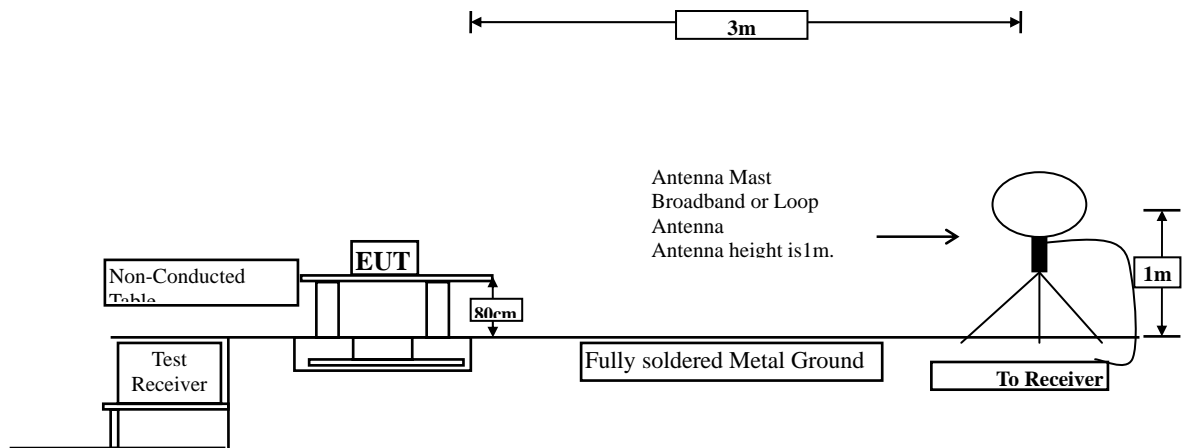 3m
Antenna Mast
Broadband or Loop
Antenna
Antenna height is1m.
EUT
Non-Conducted
Table
80cm
1m
Test
Receiver
Fully soldered Metal Ground
To Receiver